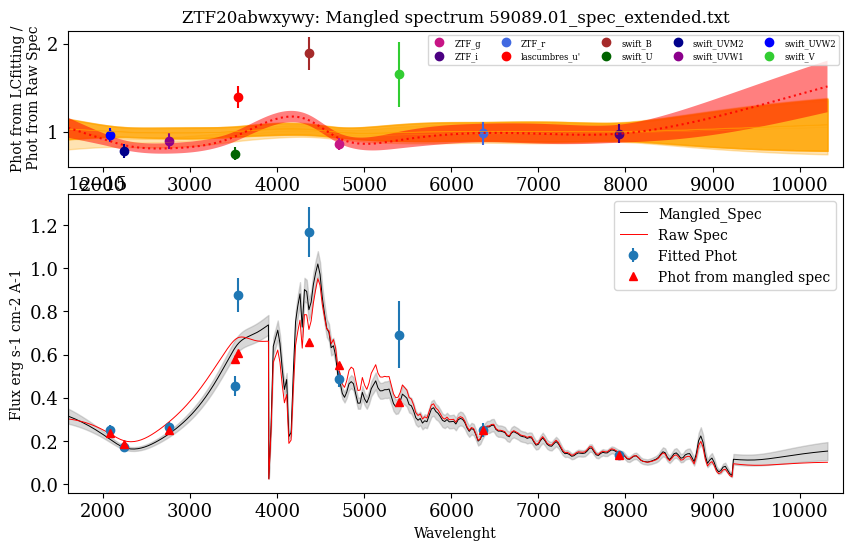 ZTF20abwxywy: Mangled spectrum 59089.01_spec_extended.txt
Phot from LCfitting /
Phot from Raw Spec
2
1
ZTF_g
ZTF_i
ZTF_r
lascumbres_u'
swift_B
swift_U
swift_UVM2
swift_UVW1
swift_UVW2
swift_V
2000 3000 4000 5000 6000 7000 8000 9000 10000
1e−15
Flux erg s-1 cm-2 A-1
1.2
1.0
0.8
0.6
0.4
0.2
0.0
Mangled_Spec
Raw Spec
Fitted Phot
Phot from mangled spec
2000 3000 4000 5000 6000 7000 8000 9000 10000
Wavelenght